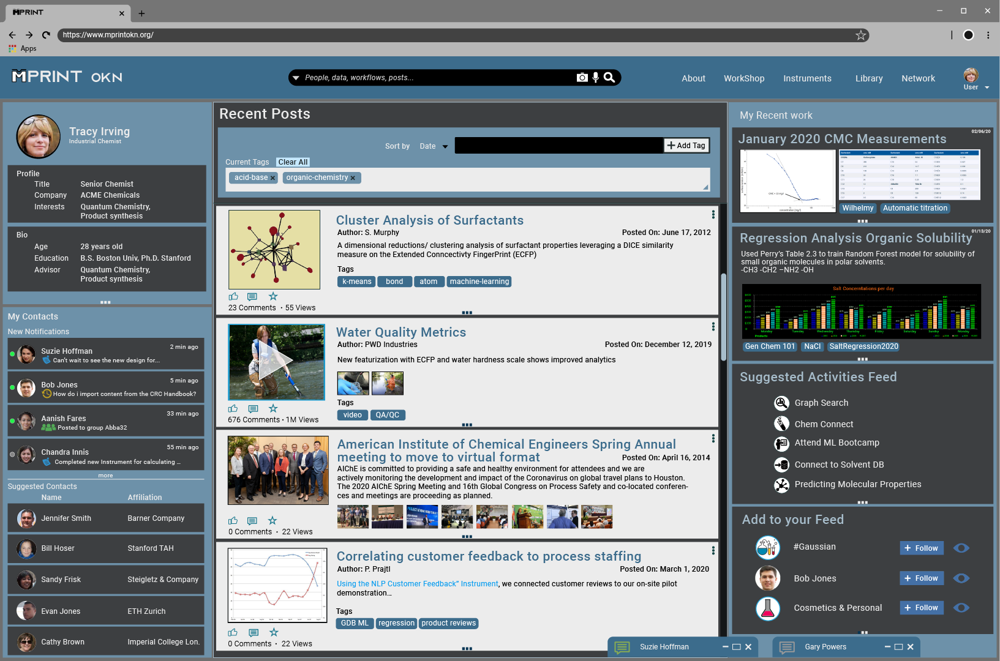 MPRINT
https://www.mprintokn.org/
Apps
MPRINT OKN
People, data, workflows, posts...
About
WorkShop
Instruments
Library
Network
User
Tracy Irving
Industrial Chemist
Profile
Title Senior Chemist
Company ACME Chemicals
Interests Quantum Chemistry,
Product synthesis
Bio
Age 28 years old
Education B.S. Boston Univ, Ph.D. Stanford
Advisor Quantum Chemistry,
Product synthesis
My Contacts
New Notifications
2 min ago
Suzie Hoffman
Can't wait to see the new design for...
5 min ago
Bob Jones
How do i import content from the CRC Handbook?
33 min ago
Aanish Fares
Posted to group Abba32
55 min ago
Chandra Innis
Completed new Instrument for calculating ...
more
Suggested Contacts
Name Affiliation
Jennifer Smith Barner Company
Bill Hoser Stanford TAH
Sandy Frisk Steigletz & Company
Evan Jones ETH Zurich
Cathy Brown Imperial College Lon.
Recent Posts
Sort by Date
Add Tag
Current Tags Clear All
acid-base × organic-chemistry ×
Cluster Analysis of Surfactants
Author: S. Murphy Posted On: June 17, 2012
A dimensional reductions/ clustering analysis of surfactant properties leveraging a DICE similarity
measure on the Extended Conncectivty FingerPrint (ECFP)
Tags
k-means bond atom machine-learning
23 Comments • 55 Views
Water Quality Metrics
Author: PWD Industries Posted On: December 12, 2019
New featurization with ECFP and water hardness scale shows improved analytics
Tags
video QA/QC
676 Comments • 1M Views
American Institute of Chemical Engineers Spring Annual
meeting to move to virtual format
Posted On: April 16, 2014
AIChE is committed to providing a safe and healthy environment for attendees and we are
actively monitoring the development and impact of the Coronavirus on global travel plans to Houston.
The 2020 AIChE Spring Meeting and 16th Global Congress on Process Safety and co-located conferen-
ces and meetings are proceeding as planned.
0 Comments • 22 Views
Correlating customer feedback to process staffing
Author: P. Prajtl Posted On: March 1, 2020
Using the NLP Customer Feedback" Instrument, we connected customer reviews to our on-site pilot
demonstration...
Tags
GDB ML regression product reviews
0 Comments • 22 Views
My Recent work
02/06/20
January 2020 CMC Measurements
CMC = 13 mg/l
concentration (mg/l)
Wilhelmy Automatic titration
01/13/20
Regression Analysis Organic Solubility
Used Perry's Table 2.3 to train Random Forest model for solubility of
small organic molecules in polar solvents.
-CH3 -CH2 –NH2 -OH
Salt Concerntations per day
Monday Tuesday Wednesday Thursday Friday Saturday Sunday Monday
Products
Gen Chem 101 NaCl SaltRegression2020
Suggested Activities Feed
Graph Search
Chem Connect
Attend ML Bootcamp
Connect to Solvent DB
Predicting Molecular Properties
Add to your Feed
#Gaussian + Follow
Bob Jones + Follow
Cosmetics & Personal + Follow
Suzie Hoffman
Gary Powers